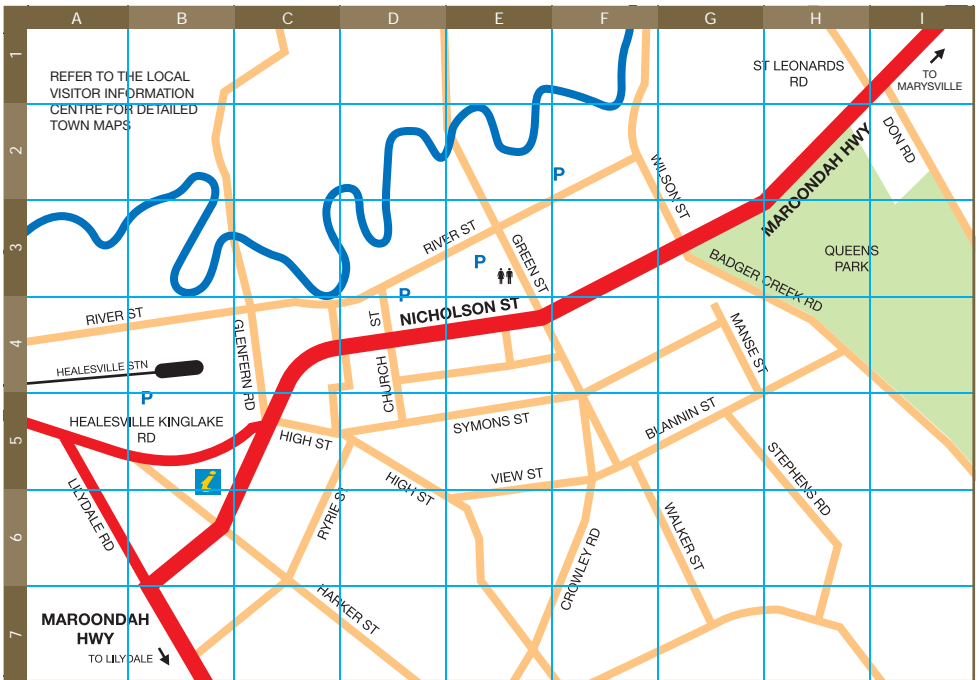 A B C D E F G H I
1
2
3
4
5
6
7
REFER TO THE LOCAL
VISITOR INFORMATION
CENTRE FOR DETAILED
TOWN MAPS
ST LEONARDS
RD
TO
MARYSVILLE
DON RD
MAROONDAH HWY
P
WILSON ST
RIVER ST
GREEN ST
P
QUEENS
PARK
BADGER CREEK RD
P
NICHOLSON ST
RIVER ST
GLENFERN RD
CHURCH ST
MANSE ST
HEALESVILLE STN
P
HEALESVILLE KINGLAKE
RD
HIGH ST
SYMONS ST
BLANNIN ST
STEPHENS RD
i
VIEW ST
HIGH ST
LILYDALE RD
RYRIE ST
CROWLEY RD
WALKER ST
HARKER ST
MAROONDAH
HWY
TO LILYDALE